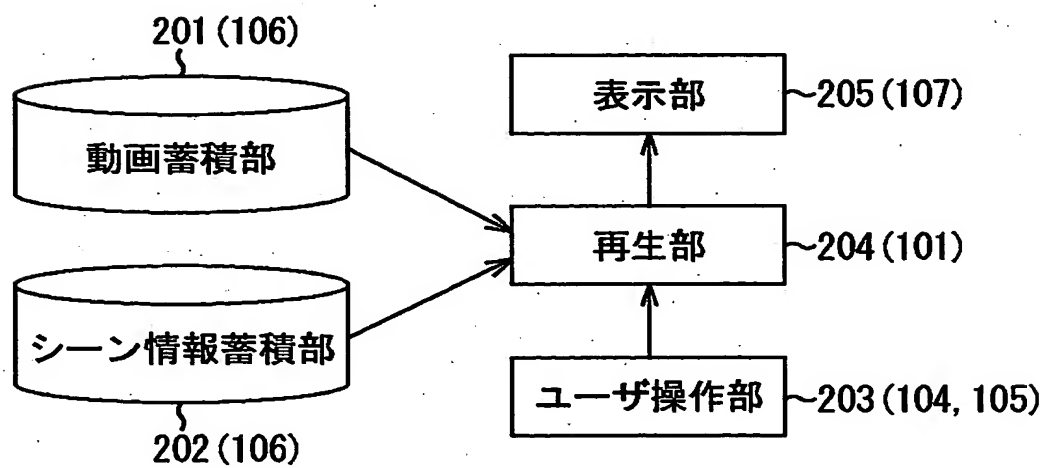 201(106)
動画蓄積部
シーン情報蓄積部
202(106)
表示部
205(107)
再生部
204(101)
ユーザ操作部
203(104, 105)